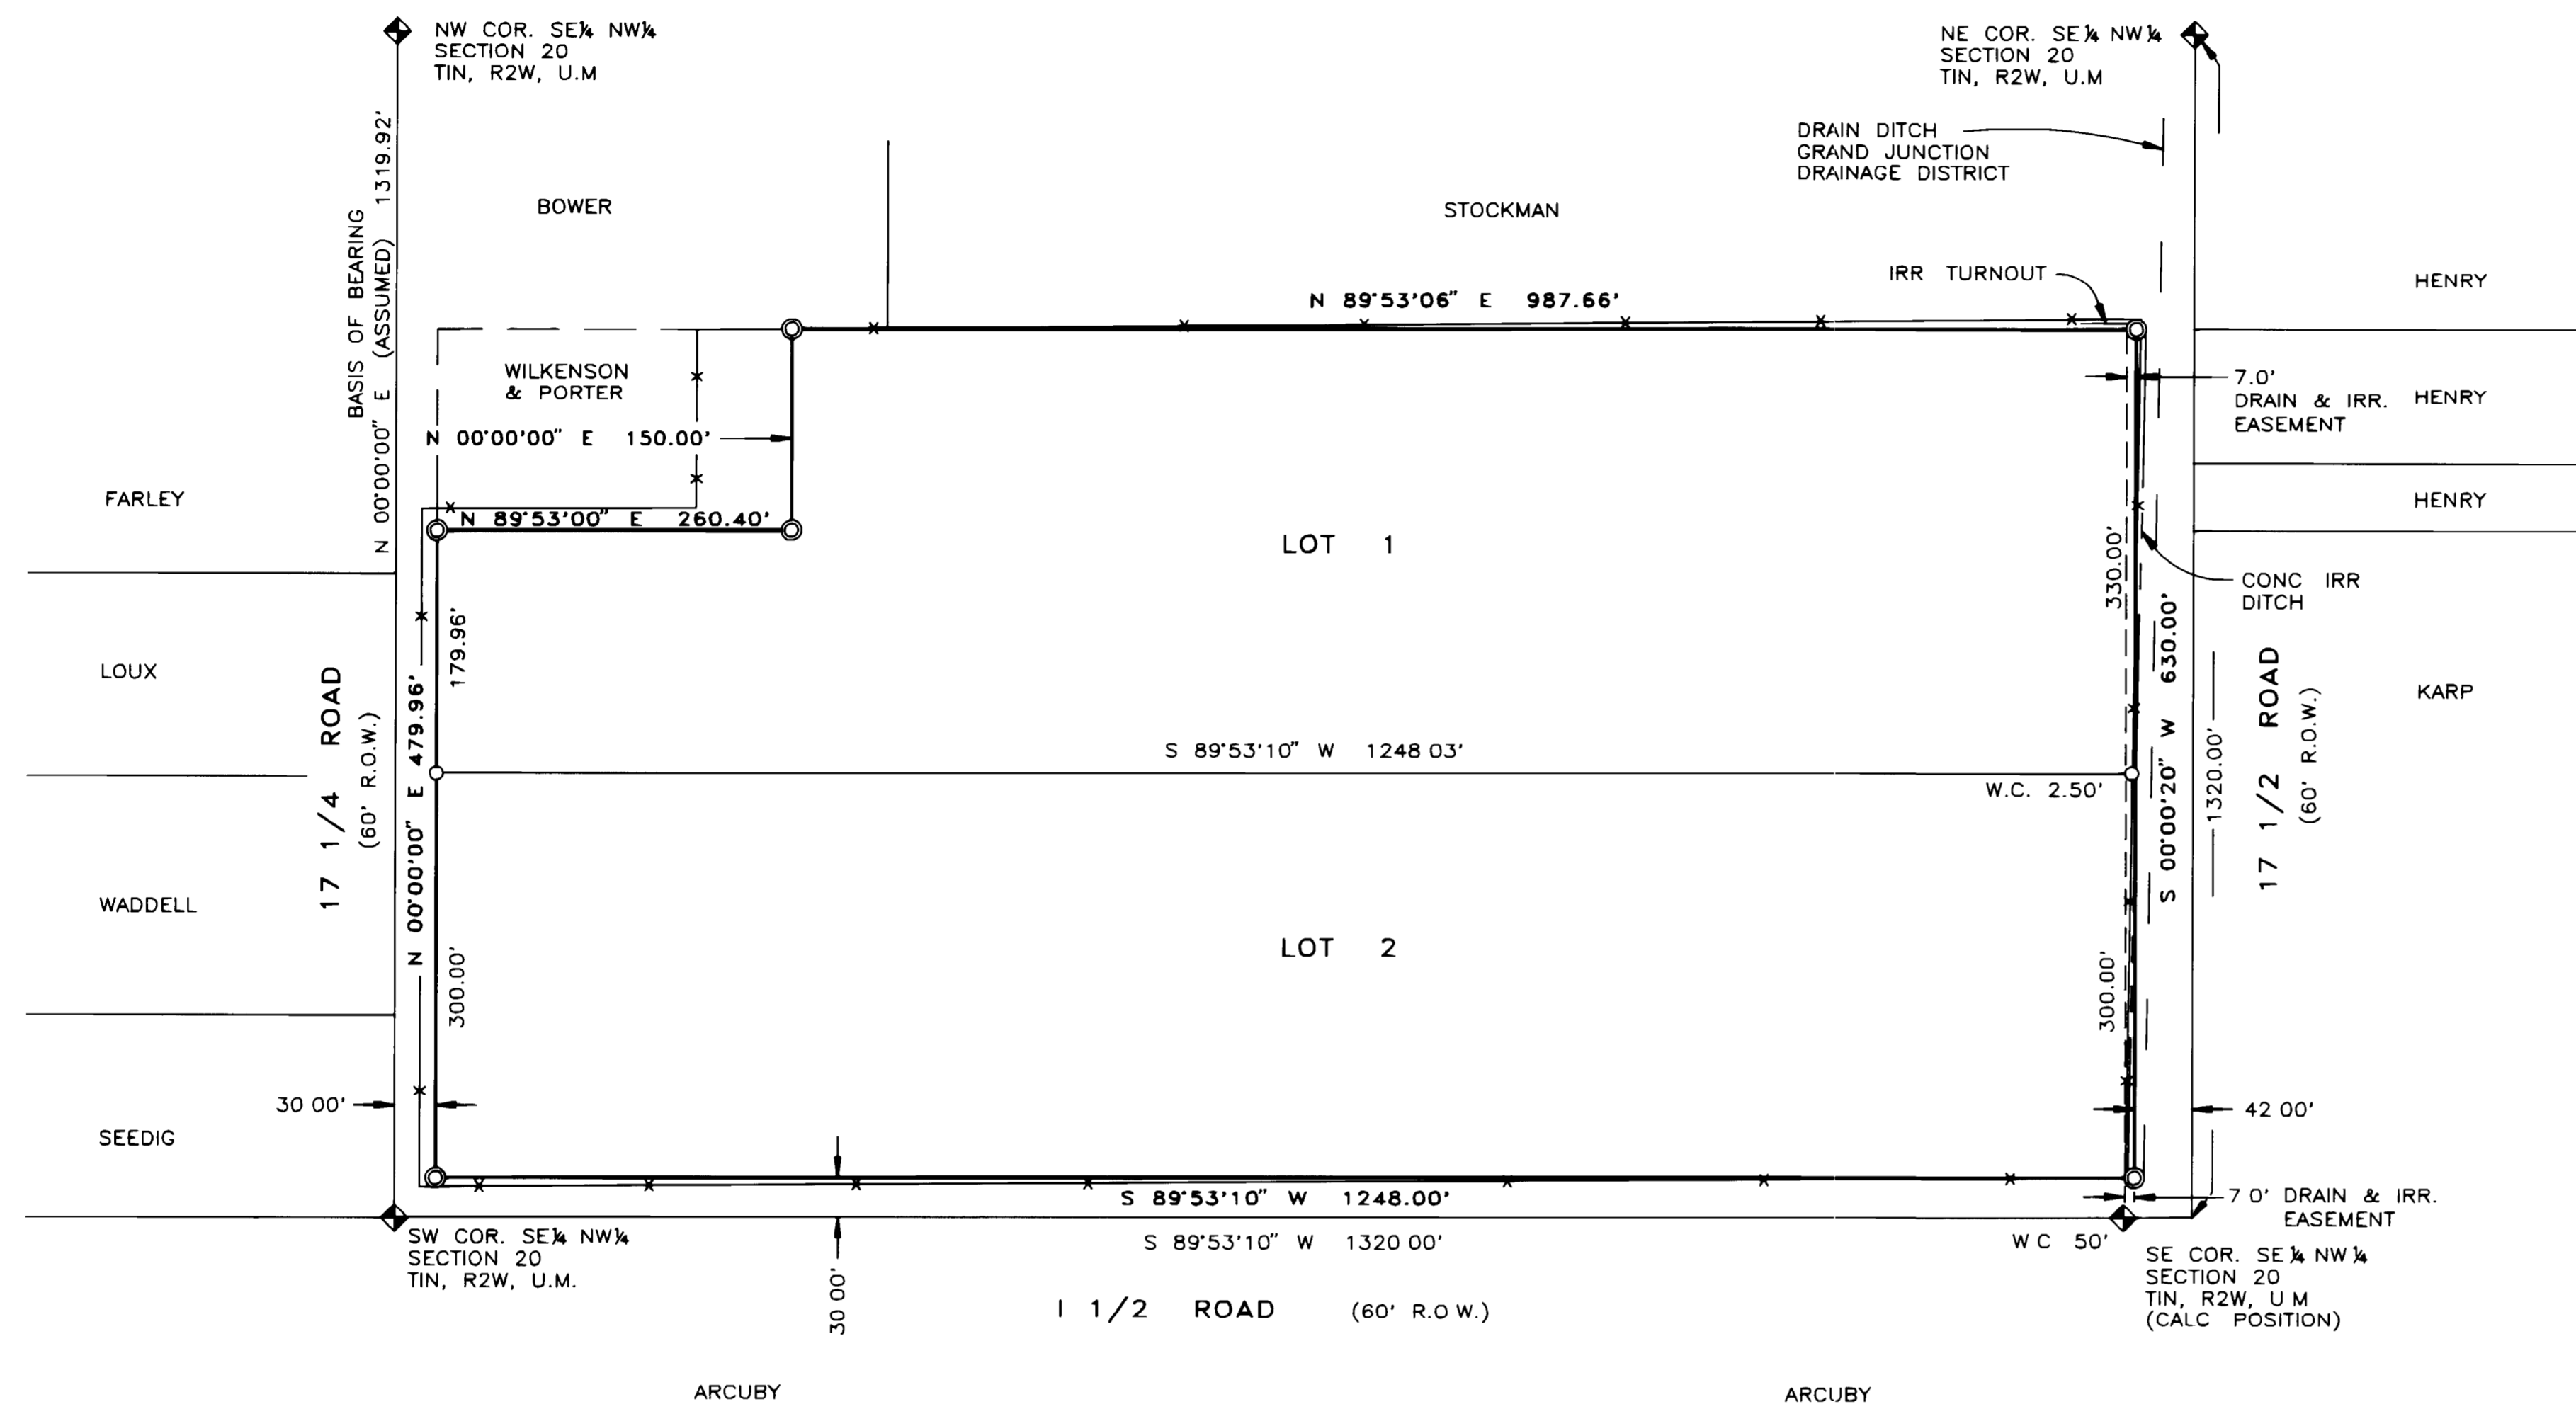 NW COR. SE¼ NW¼
SECTION 20
TIN, R2W, U.M
NE COR. SE¼ NW¼
SECTION 20
TIN, R2W, U.M
DRAIN DITCH
GRAND JUNCTION
DRAINAGE DISTRICT
BASIS OF BEARING
N 00°00'00" E (ASSUMED) 1319.92'
BOWER
STOCKMAN
N 89°53'06" E 987.66'
IRR TURNOUT
HENRY
WILKENSON
& PORTER
7.0'
DRAIN & IRR.
EASEMENT
HENRY
N 00°00'00" E 150.00'
FARLEY
N 89°53'00" E 260.40'
HENRY
LOT 1
330.00'
CONC IRR
DITCH
179.96'
LOUX
17 1/4 ROAD
(60' R.O.W.)
N 00°00'00" E 479.96'
S 00°00'20" W 630.00'
1320.00'
17 1/2 ROAD
(60' R.O.W.)
KARP
S 89°53'10" W 1248 03'
W.C. 2.50'
WADDELL
LOT 2
300.00'
300.00'
30 00'
42 00'
SEEDIG
S 89°53'10" W 1248.00'
7 0' DRAIN & IRR.
EASEMENT
SW COR. SE¼ NW¼
SECTION 20
TIN, R2W, U.M.
S 89°53'10" W 1320 00'
W C 50'
SE COR. SE¼ NW¼
SECTION 20
TIN, R2W, U M
(CALC POSITION)
30 00'
I 1/2 ROAD (60' R.O W.)
ARCUBY
ARCUBY